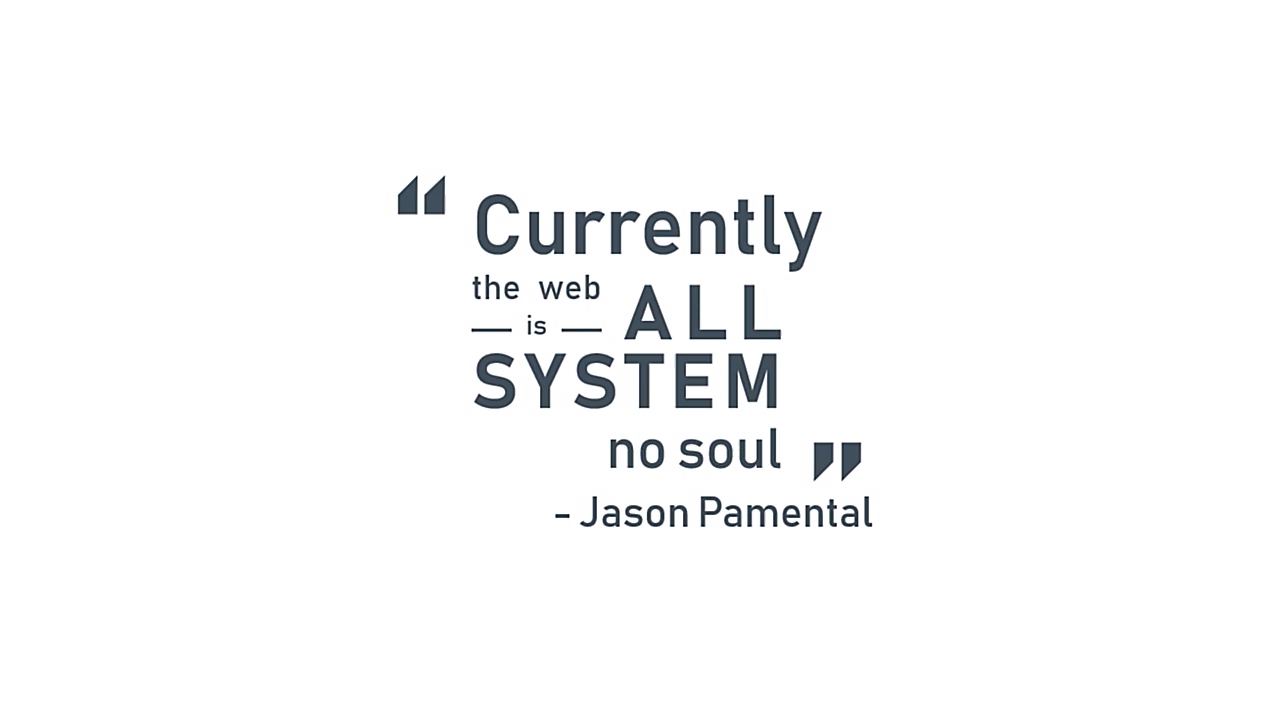 “ Currently
the web
— is — ALL
SYSTEM
no soul ”
- Jason Pamental